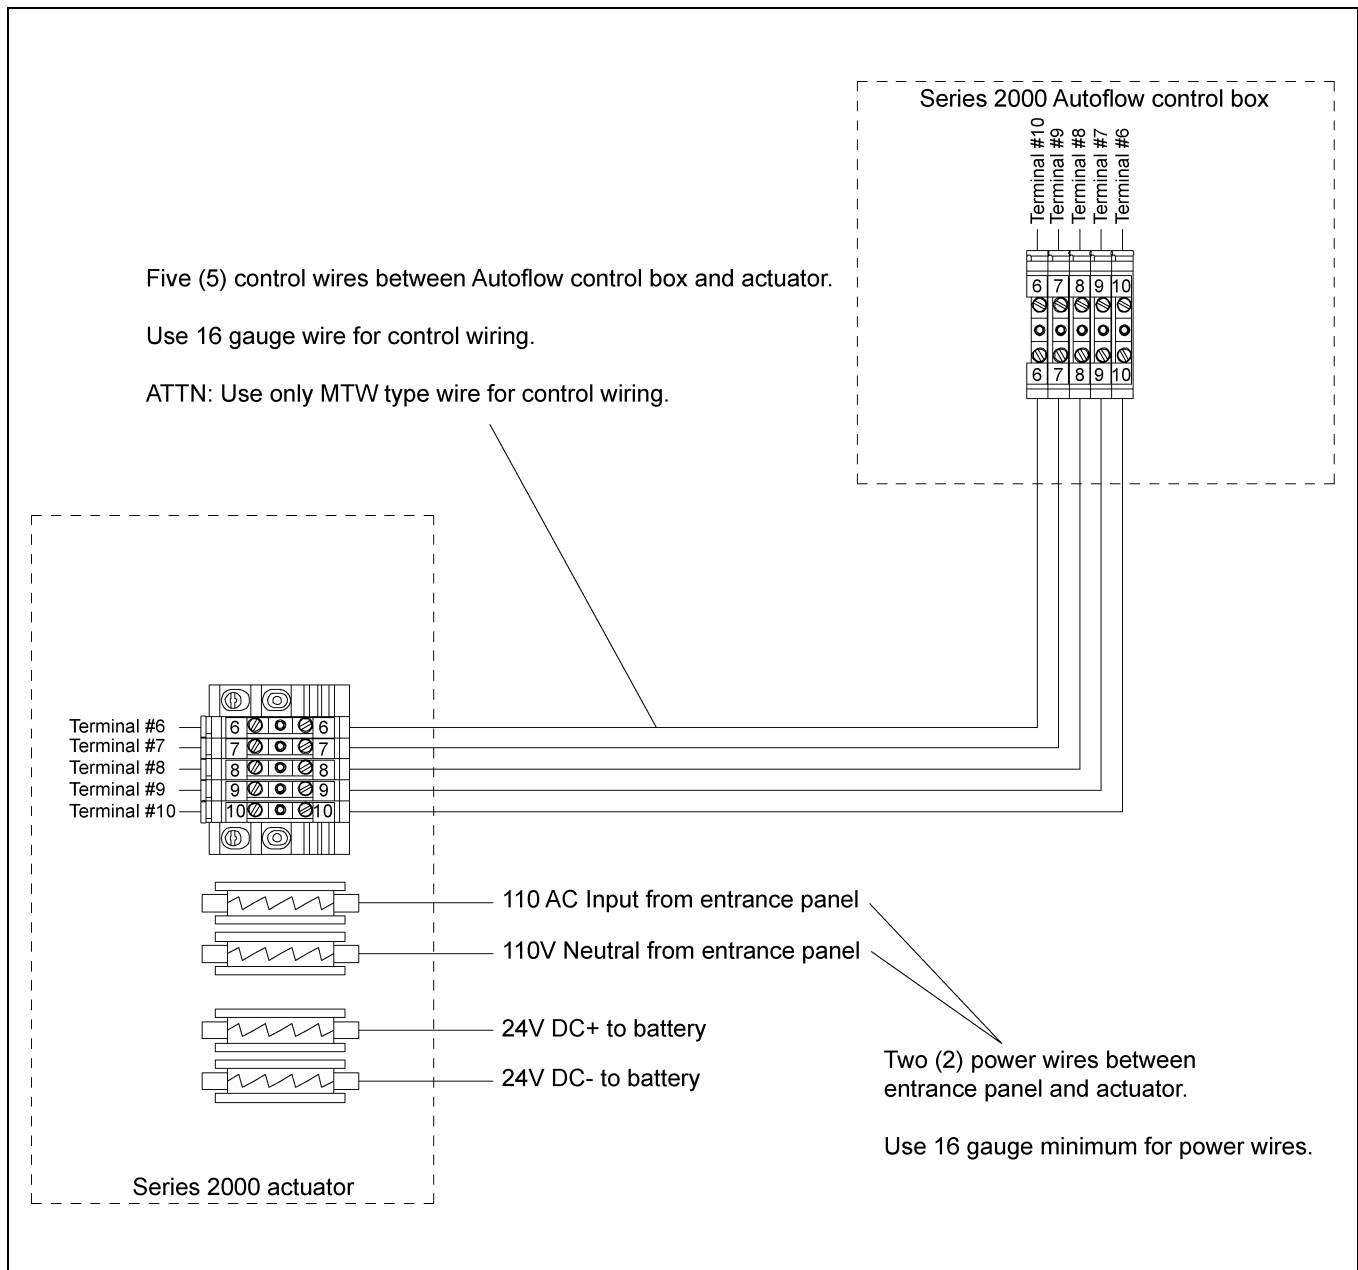 Series 2000 Autoflow control box
Terminal #10
Terminal #9
Terminal #8
Terminal #7
Terminal #6
6 7 8 9 10
6 7 8 9 10
Five (5) control wires between Autoflow control box and actuator.
Use 16 gauge wire for control wiring.
ATTN: Use only MTW type wire for control wiring.
Terminal #6 6 6
Terminal #7 7 7
Terminal #8 8 8
Terminal #9 9 9
Terminal #10 10 10
110 AC Input from entrance panel
110V Neutral from entrance panel
24V DC+ to battery
24V DC- to battery
Two (2) power wires between
entrance panel and actuator.
Use 16 gauge minimum for power wires.
Series 2000 actuator